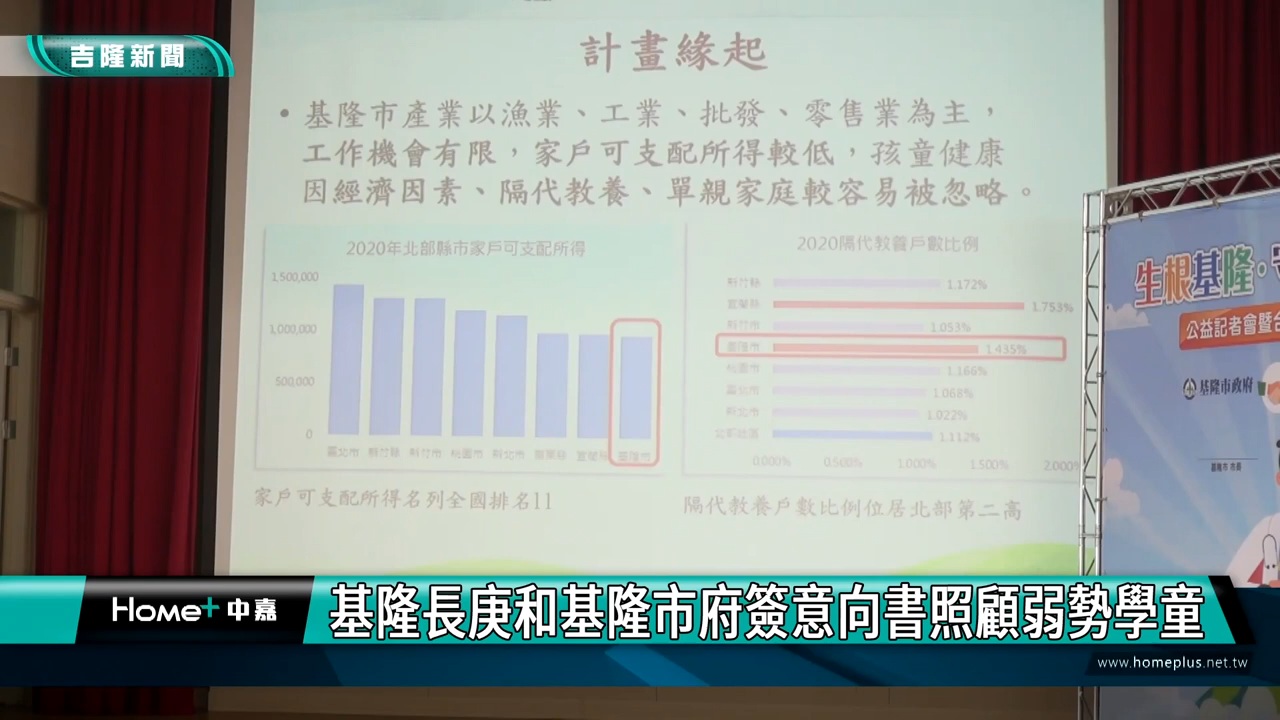 吉隆新聞
計畫緣起
• 基隆市產業以漁業、工業、批發、零售業為主，
工作機會有限，家戶可支配所得較低，孩童健康
因經濟因素、隔代教養、單親家庭較容易被忽略。
2020年北部縣市家戶可支配所得
1,500,000
1,000,000
500,000
0
臺北市 新竹縣 新竹市 桃園市 新北市 苗栗縣 宜蘭縣 基隆市
家戶可支配所得名列全國排名11
2020隔代教養戶數比例
新竹縣 1.172%
宜蘭縣 1.753%
新竹市 1.053%
基隆市 1.435%
桃園市 1.166%
臺北市 1.068%
新北市 1.022%
北部地區 1.112%
0.000% 0.500% 1.000% 1.500% 2.000%
隔代教養戶數比例位居北部第二高
生根基隆·
公益記者會暨
基隆市政府
基隆市 市長
Home+中嘉
基隆長庚和基隆市府簽意向書照顧弱勢學童
www.homeplus.net.tw